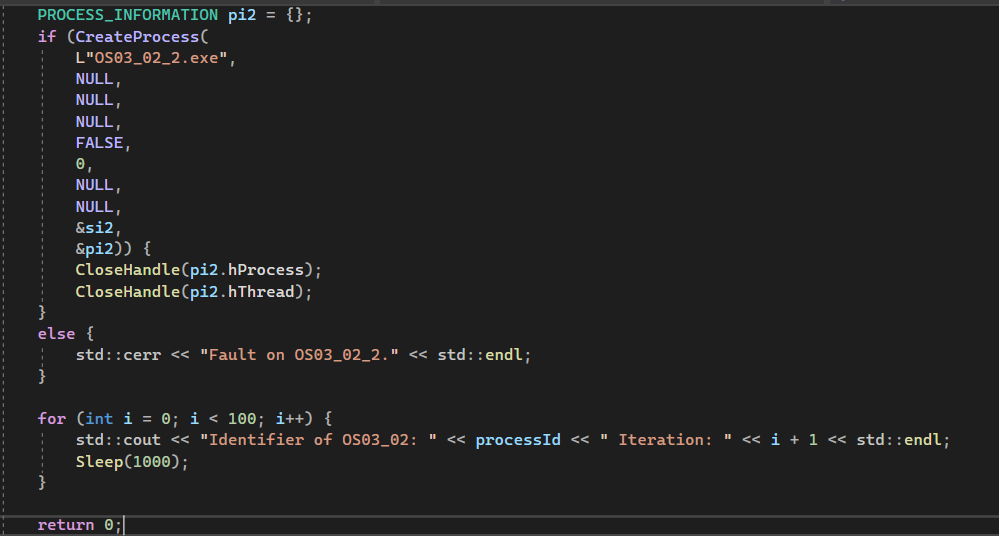 PROCESS_INFORMATION pi2 = {};
if (CreateProcess(
L"OS03_02_2.exe",
NULL,
NULL,
NULL,
FALSE,
0,
NULL,
NULL,
&si2,
&pi2)) {
CloseHandle(pi2.hProcess);
CloseHandle(pi2.hThread);
}
else {
std::cerr << "Fault on OS03_02_2." << std::endl;
}
for (int i = 0; i < 100; i++) {
std::cout << "Identifier of OS03_02: " << processId << " Iteration: " << i + 1 << std::endl;
Sleep(1000);
}
return 0;